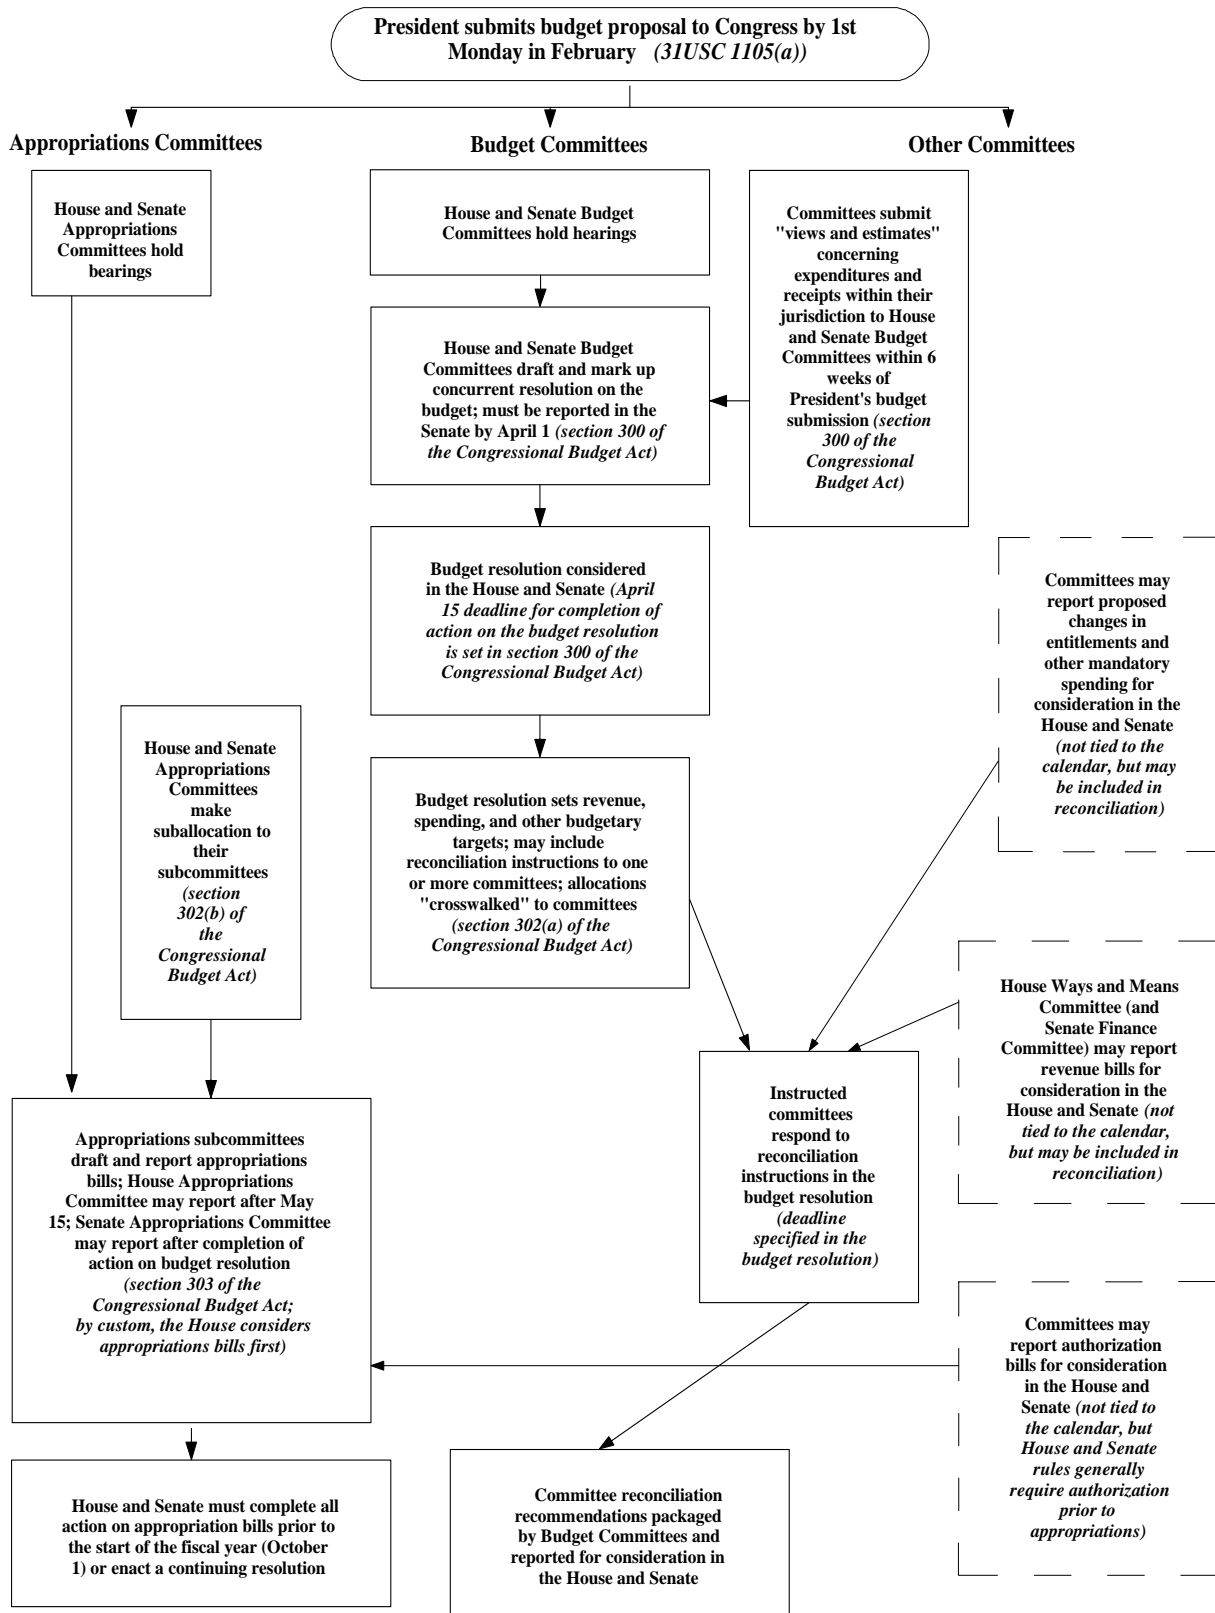 President submits budget proposal to Congress by 1st
Monday in February (31USC 1105(a))
Appropriations Committees
Budget Committees
Other Committees
House and Senate
Appropriations
Committees hold
bearings
House and Senate Budget
Committees hold hearings
Committees submit
"views and estimates"
concerning
expenditures and
receipts within their
jurisdiction to House
and Senate Budget
Committees within 6
weeks of
President's budget
submission (section
300 of the
Congressional
Budget Act)
House and Senate Budget
Committees draft and mark up
concurrent resolution on the
budget; must be reported in the
Senate by April 1 (section 300 of
the Congressional Budget Act)
Budget resolution considered
in the House and Senate (April
15 deadline for completion of
action on the budget resolution
is set in section 300 of the
Congressional Budget Act)
Committees may
report proposed
changes in
entitlements and
other mandatory
spending for
consideration in the
House and Senate
(not tied to the
calendar, but may
be included in
reconciliation)
House and Senate
Appropriations
Committees
make
suballocation to
their
subcommittees
(section
302(b) of
the
Congressional
Budget Act)
Budget resolution sets revenue,
spending, and other budgetary
targets; may include
reconciliation instructions to one
or more committees; allocations
"crosswalked" to committees
(section 302(a) of the
Congressional Budget Act)
House Ways and Means
Committee (and
Senate Finance
Committee) may report
revenue bills for
consideration in the
House and Senate (not
tied to the calendar,
but may be included in
reconciliation)
Appropriations subcommittees
draft and report appropriations
bills; House Appropriations
Committee may report after May
15; Senate Appropriations Committee
may report after completion of
action on budget resolution
(section 303 of the
Congressional Budget Act;
by custom, the House considers
appropriations bills first)
Instructed
committees
respond to
reconciliation
instructions in the
budget resolution
(deadline
specified in the
budget resolution)
Committees may
report authorization
bills for consideration
in the House and
Senate (not tied to
the calendar, but
House and Senate
rules generally
require authorization
prior to
appropriations)
House and Senate must complete all
action on appropriation bills prior to
the start of the fiscal year (October
1) or enact a continuing resolution
Committee reconciliation
recommendations packaged
by Budget Committees and
reported for consideration in
the House and Senate